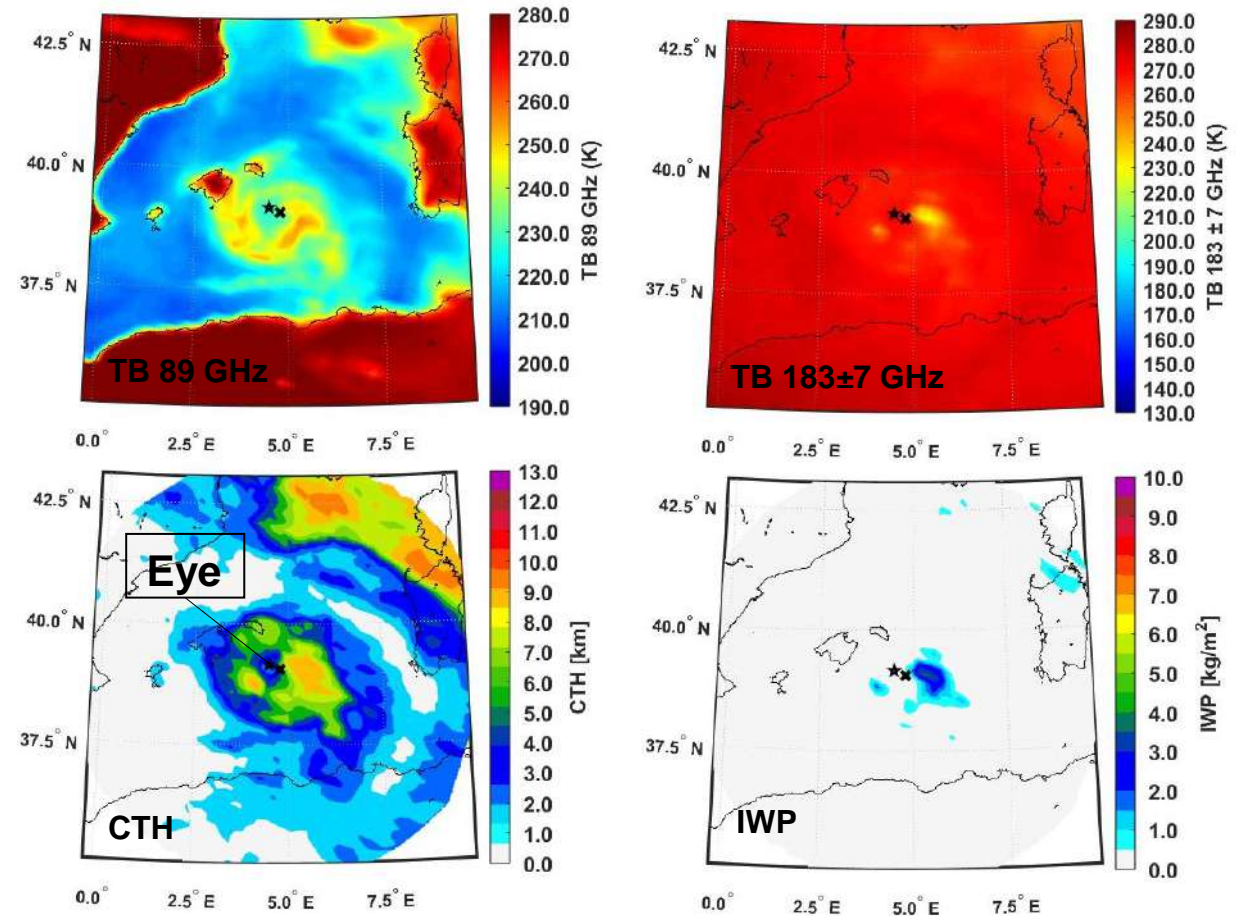 42.5° N
40.0° N
37.5° N
0.0° 2.5° E 5.0° E 7.5° E
TB 89 GHz
280.0
270.0
260.0
250.0
240.0
230.0
220.0
210.0
200.0
190.0
TB 89 GHz (K)
42.5° N
40.0° N
37.5° N
0.0° 2.5° E 5.0° E 7.5° E
TB 183±7 GHz
290.0
280.0
270.0
260.0
250.0
240.0
230.0
220.0
210.0
200.0
190.0
180.0
170.0
160.0
150.0
140.0
130.0
TB 183 ± 7 GHz (K)
42.5° N
40.0° N
37.5° N
0.0° 2.5° E 5.0° E 7.5° E
Eye
CTH
13.0
12.0
11.0
10.0
9.0
8.0
7.0
6.0
5.0
4.0
3.0
2.0
1.0
0.0
CTH [km]
42.5° N
40.0° N
37.5° N
0.0° 2.5° E 5.0° E 7.5° E
IWP
10.0
9.0
8.0
7.0
6.0
5.0
4.0
3.0
2.0
1.0
0.0
IWP [kg/m²]